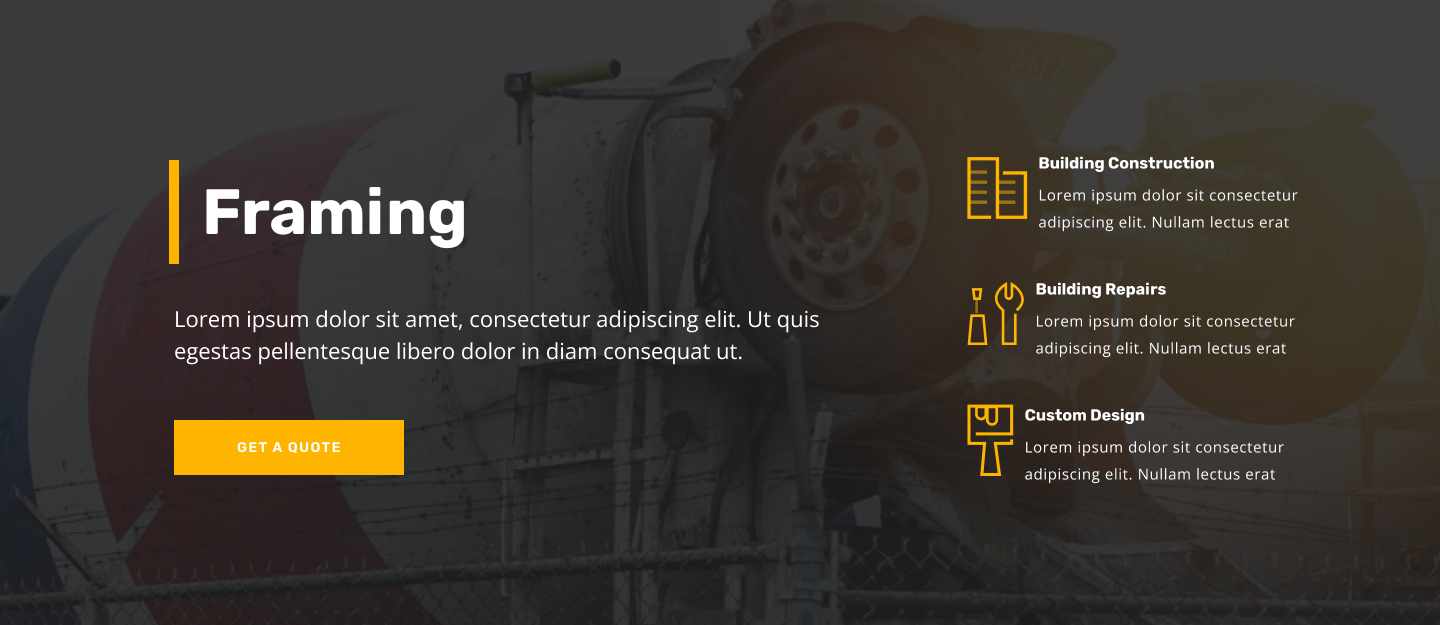 Framing
Lorem ipsum dolor sit amet, consectetur adipiscing elit. Ut quis
egestas pellentesque libero dolor in diam consequat ut.
GET A QUOTE
Building Construction
Lorem ipsum dolor sit consectetur
adipiscing elit. Nullam lectus erat
Building Repairs
Lorem ipsum dolor sit consectetur
adipiscing elit. Nullam lectus erat
Custom Design
Lorem ipsum dolor sit consectetur
adipiscing elit. Nullam lectus erat